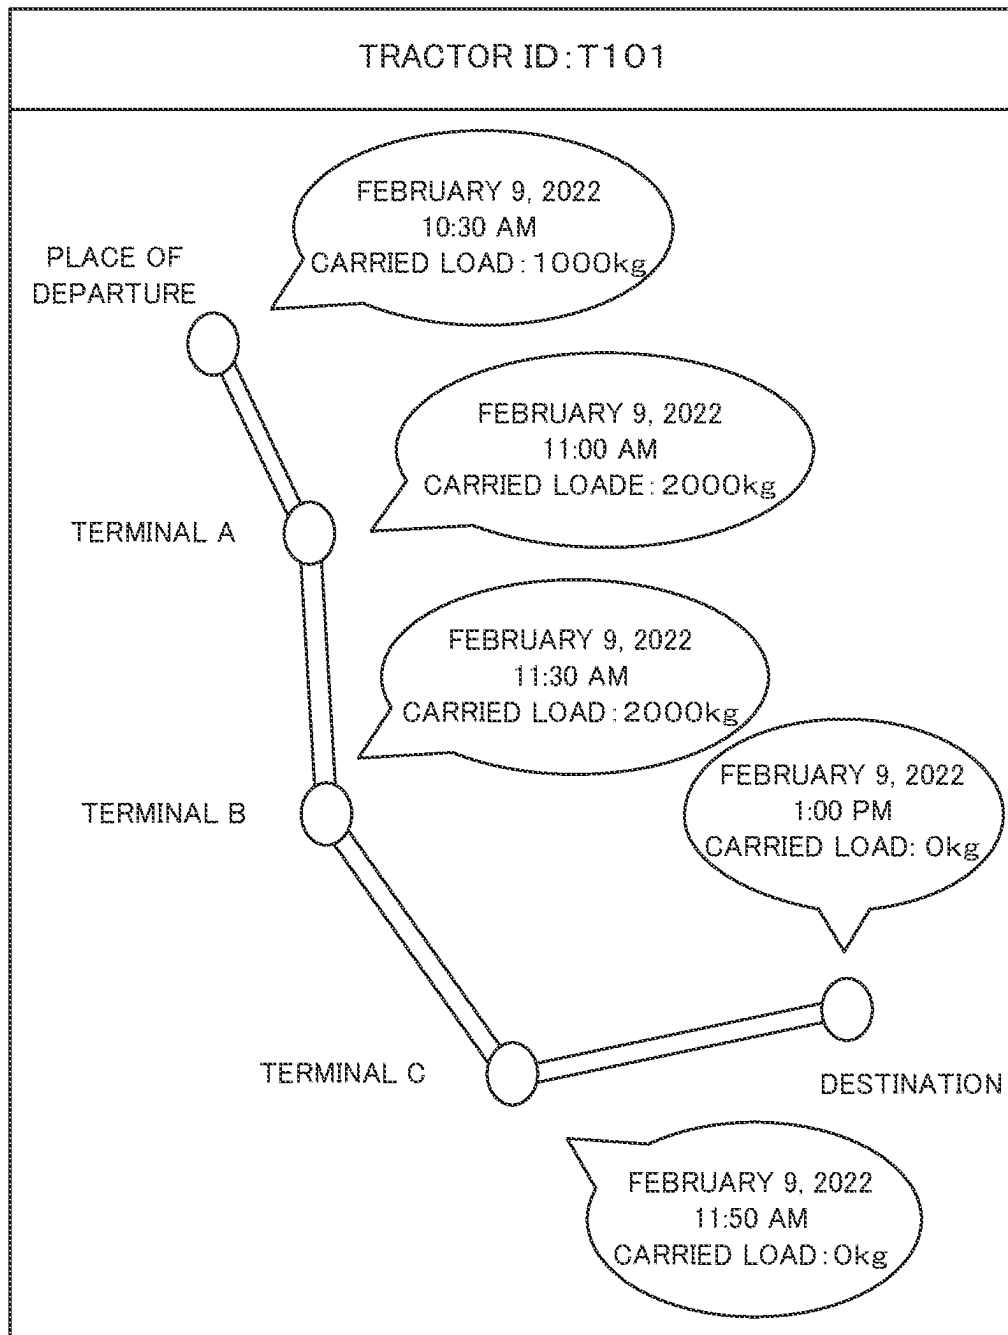 TRACTOR ID:T101
FEBRUARY 9, 2022
10:30 AM
CARRIED LOAD:1000kg
PLACE OF
DEPARTURE
FEBRUARY 9, 2022
11:00 AM
CARRIED LOADE:2000kg
TERMINAL A
FEBRUARY 9, 2022
11:30 AM
CARRIED LOAD:2000kg
TERMINAL B
FEBRUARY 9, 2022
1:00 PM
CARRIED LOAD: 0kg
TERMINAL C
DESTINATION
FEBRUARY 9, 2022
11:50 AM
CARRIED LOAD:0kg